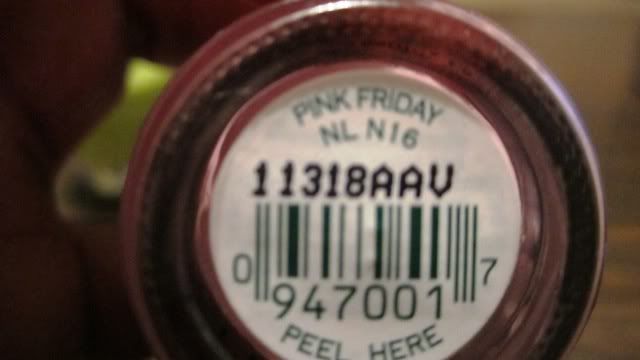 PINK FRIDAY
NL N16
11318AAV
0 947001 7
PEEL HERE